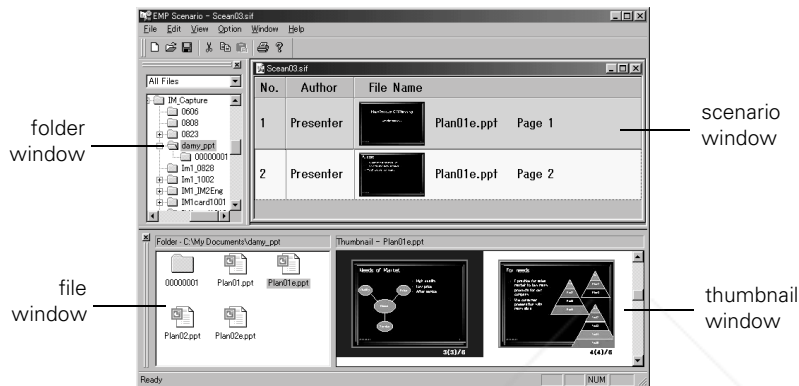 EMP Scenario - Scean03.sif
File Edit View Option Window Help
All Files
IM_Capture
0606
0808
0823
damy_ppt
00000001
Im1_0828
Im1_1002
IM1_IM2Eng
IMlcard1001
folder window
Scean03.sif
No. Author File Name
1 Presenter Plan01e.ppt Page 1
2 Presenter Plan01e.ppt Page 2
scenario window
Folder - C:\My Documents\damy_ppt
00000001 Plan01.ppt Plan01e.ppt
Plan02.ppt Plan02e.ppt
file window
Thumbnail - Plan01e.ppt
Needs of Market
3(3)/6
For needs
4(4)/6
thumbnail window
Ready
NUM